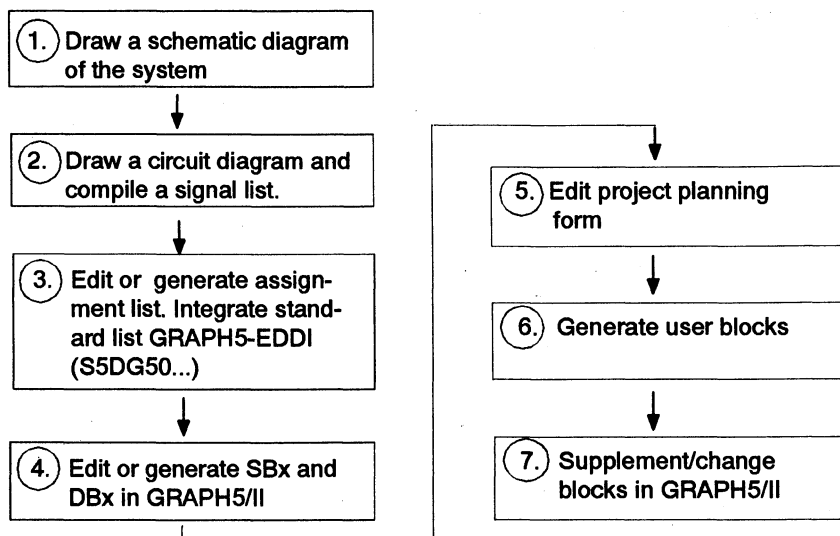 1. Draw a schematic diagram
of the system
2. Draw a circuit diagram and
compile a signal list.
3. Edit or generate assign-
ment list. Integrate stand-
ard list GRAPH5-EDDI
(S5DG50...)
4. Edit or generate SBx and
DBx in GRAPH5/II
5. Edit project planning
form
6. Generate user blocks
7. Supplement/change
blocks in GRAPH5/II